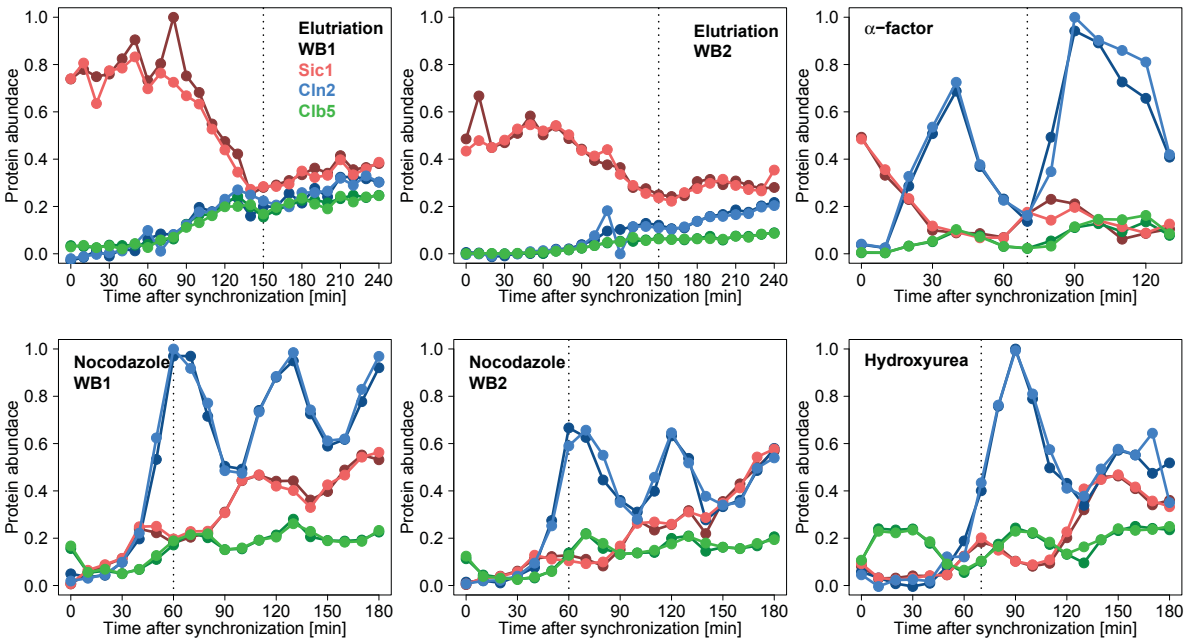 Elutriation
WB1
Sic1
Cln2
Clb5
Protein abundace
0.0
0.2
0.4
0.6
0.8
1.0
0 30 60 90 120 150 180 210 240
Time after synchronization [min]
Elutriation
WB2
Protein abundace
0.0
0.2
0.4
0.6
0.8
1.0
0 30 60 90 120 150 180 210 240
Time after synchronization [min]
α−factor
Protein abundace
0.0
0.2
0.4
0.6
0.8
1.0
0 30 60 90 120
Time after synchronization [min]
Nocodazole
WB1
Protein abundace
0.0
0.2
0.4
0.6
0.8
1.0
0 30 60 90 120 150 180
Time after synchronization [min]
Nocodazole
WB2
Protein abundace
0.0
0.2
0.4
0.6
0.8
1.0
0 30 60 90 120 150 180
Time after synchronization [min]
Hydroxyurea
Protein abundace
0.0
0.2
0.4
0.6
0.8
1.0
0 30 60 90 120 150 180
Time after synchronization [min]